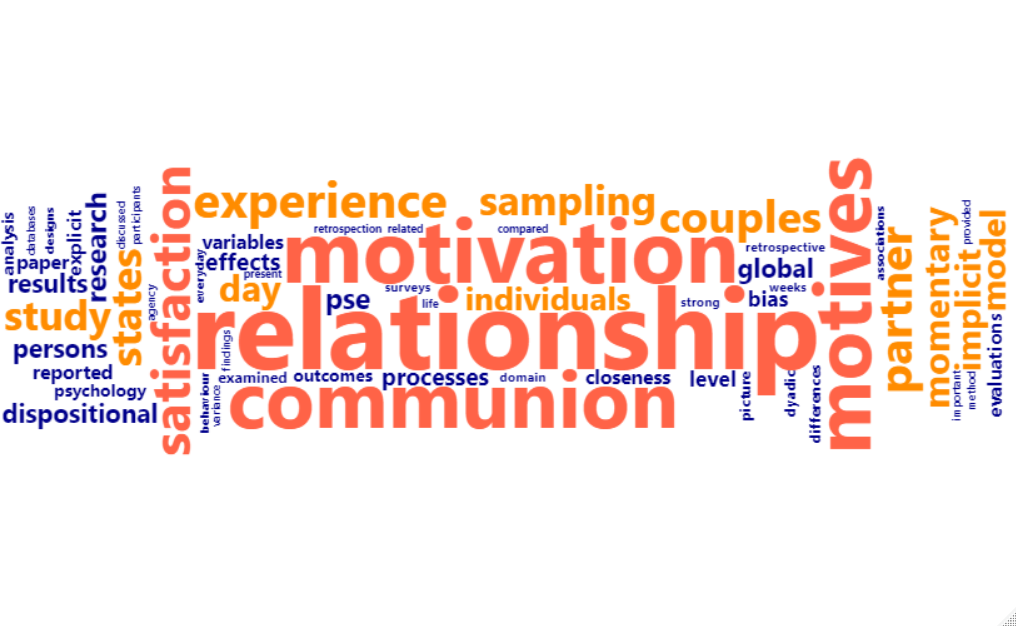 relationship
motivation
motives
communion
satisfaction
experience
sampling
couples
partner
momentary
implicit
model
study
states
day
individuals
analysis
databases
designs
explicit
research
discussed
participants
paper
results
persons
reported
psychology
dispositional
agency
variables
effects
present
everyday
retrospection
related
compared
retrospective
global
weeks
bias
strong
pse
surveys
life
findings
examined
outcomes
processes
domain
closeness
level
behaviour
variance
picture
dyadic
differences
associations
provided
evaluations
important
method